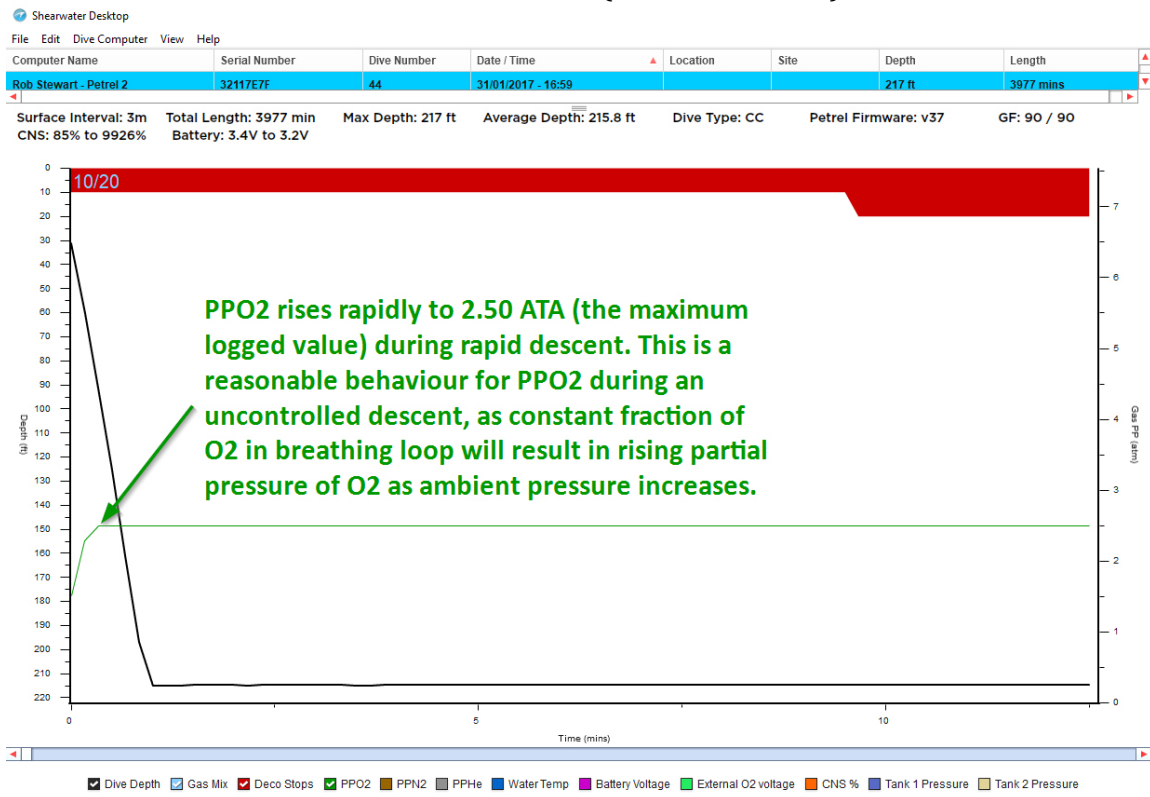 Shearwater Desktop
File Edit Dive Computer View Help
Computer Name Serial Number Dive Number Date / Time Location Site Depth Length
Rob Stewart - Petrel 2 32117E7F 44 31/01/2017 - 16:59 217 ft 3977 mins
Surface Interval: 3m Total Length: 3977 min Max Depth: 217 ft Average Depth: 215.8 ft Dive Type: CC Petrel Firmware: v37 GF: 90 / 90
CNS: 85% to 9926% Battery: 3.4V to 3.2V
10/20
PPO2 rises rapidly to 2.50 ATA (the maximum
logged value) during rapid descent. This is a
reasonable behaviour for PPO2 during an
uncontrolled descent, as constant fraction of
O2 in breathing loop will result in rising partial
pressure of O2 as ambient pressure increases.
Depth (ft)
0
10
20
30
40
50
60
70
80
90
100
110
120
130
140
150
160
170
180
190
200
210
220
7
6
5
4
3
2
1
0
Gas PP (atm)
0 5 10
Time (mins)
Dive Depth Gas Mix Deco Stops PPO2 PPN2 PPHe Water Temp Battery Voltage External O2 voltage CNS % Tank 1 Pressure Tank 2 Pressure